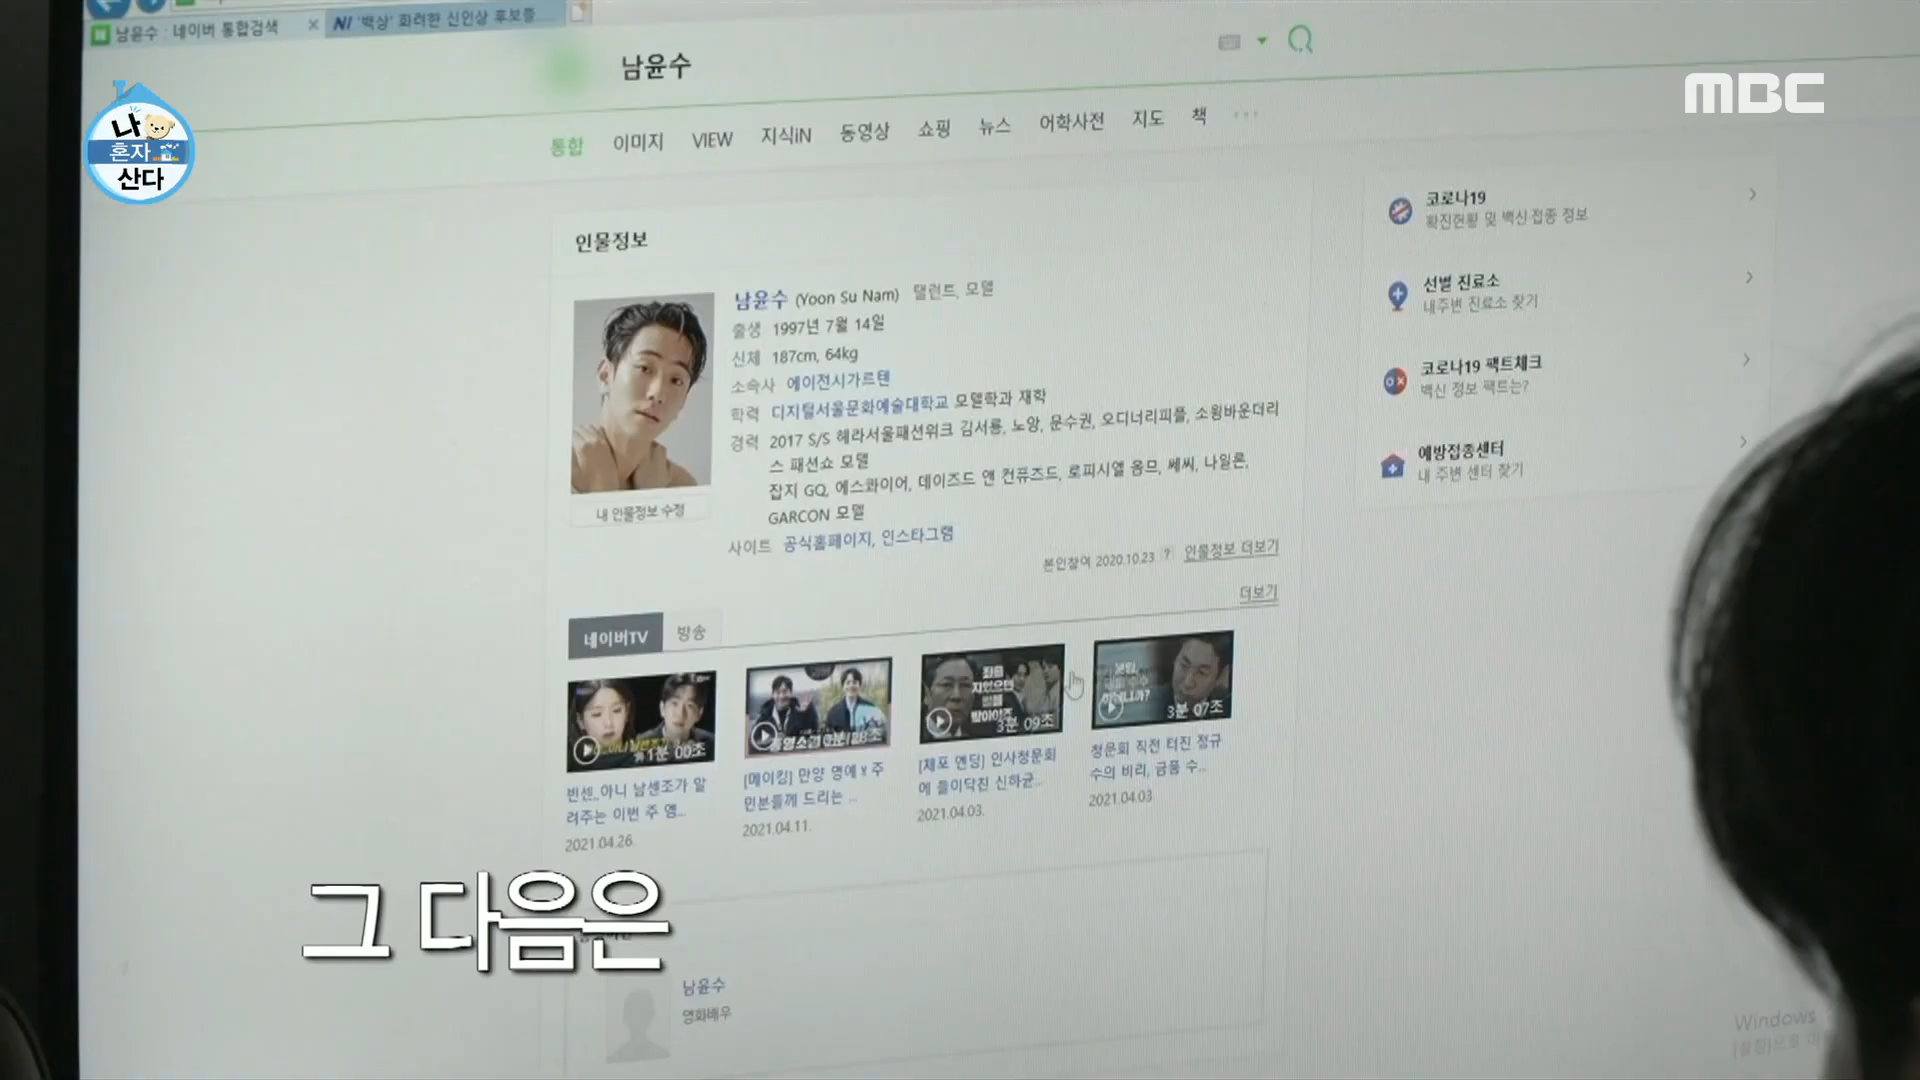 남윤수 : 네이버 통합검색
N! '백상' 화려한 신인상 후보들...
남윤수
MBC
나
혼자
산다
통합 이미지 VIEW 지식iN 동영상 쇼핑 뉴스 어학사전 지도 책 ...
인물정보
남윤수 (Yoon Su Nam) 탤런트, 모델
출생 1997년 7월 14일
신체 187cm, 64kg
소속사 에이전시가르텐
학력 디지털서울문화예술대학교 모델학과 재학
경력 2017 S/S 헤라서울패션위크 김서룡, 노앙, 문수권, 오디너리피플, 소윙바운더리
스 패션쇼 모델
잡지 GQ, 에스콰이어, 데이즈드 앤 컨퓨즈드, 로피시엘 옴므, 쎄씨, 나일론,
GARCON 모델
사이트 공식홈페이지, 인스타그램
내 인물정보 수정
본인참여 2020.10.23 ? 인물정보 더보기
더보기
코로나19
확진현황 및 백신·접종 정보
선별 진료소
내주변 진료소 찾기
코로나19 팩트체크
백신 정보 팩트는?
예방접종센터
내 주변 센터 찾기
네이버TV 방송
1분 00초
죄를
지었으면
벌을
받아야죠
3분 09초
3분 07초
빈센..아니 남센조가 알
려주는 이번 주 앰..
2021.04.26.
[메이킹] 만양 명예♥주
민분들께 드리는 ..
2021.04.11.
[체포 엔딩] 인사청문회
에 들이닥친 신하균..
2021.04.03.
청문회 직전 터진 정규
수의 비리, 금품 수..
2021.04.03
그 다음은
남윤수
영화배우
Windows